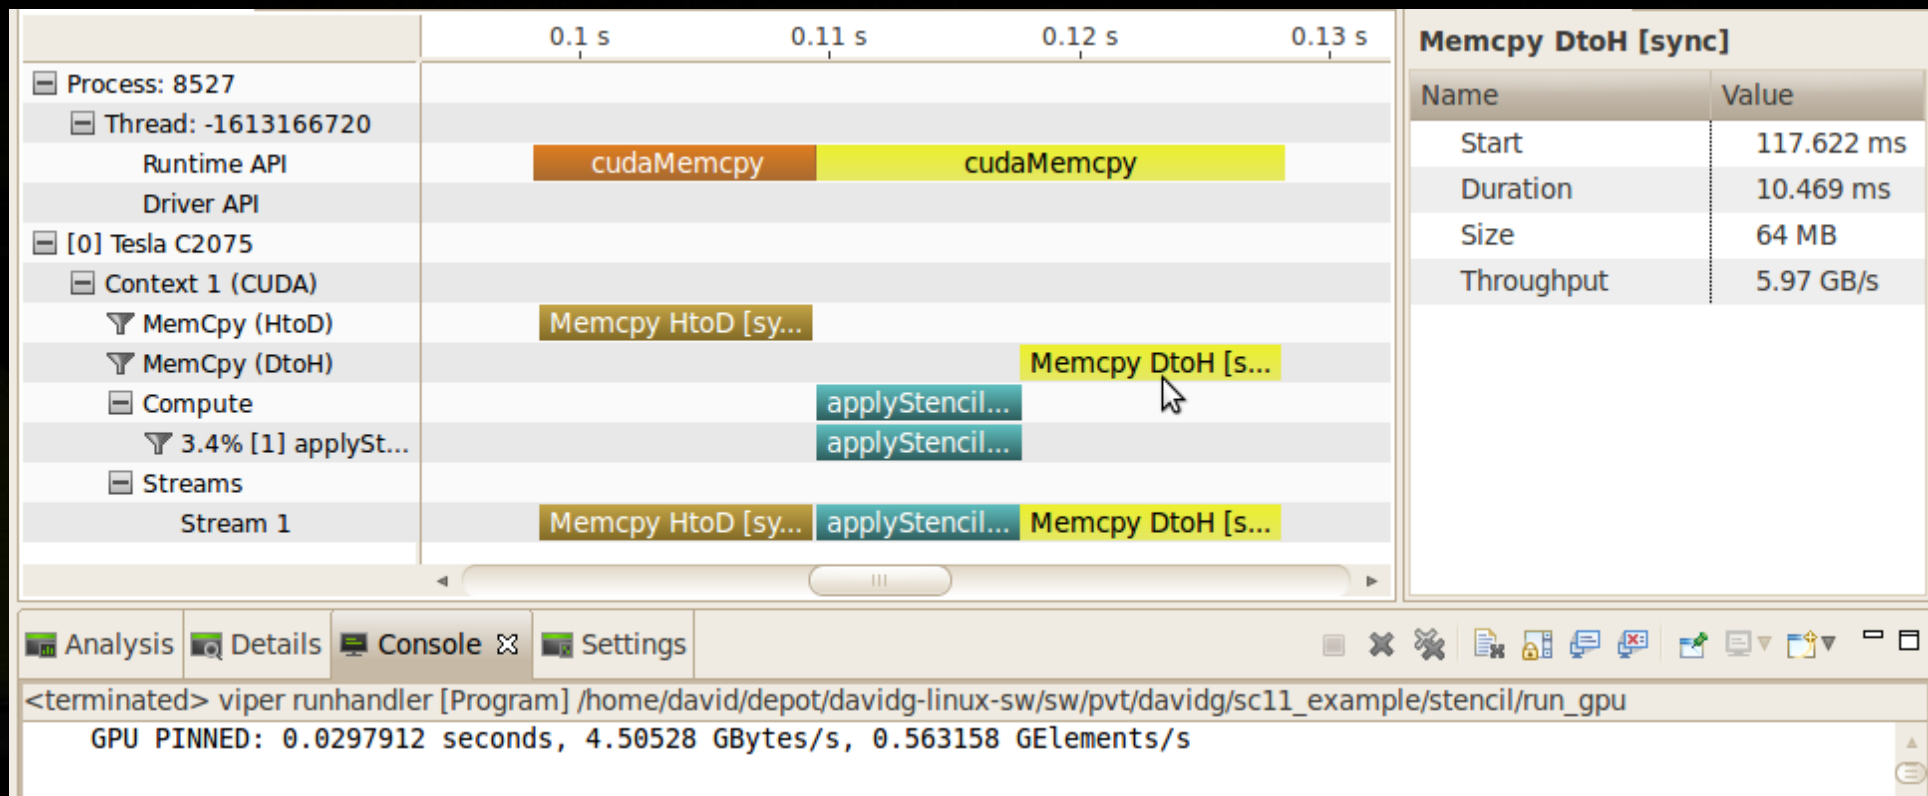 0.1 s 0.11 s 0.12 s 0.13 s
Process: 8527
Thread: -1613166720
Runtime API cudaMemcpy cudaMemcpy
Driver API
[0] Tesla C2075
Context 1 (CUDA)
MemCpy (HtoD) Memcpy HtoD [sy...
MemCpy (DtoH) Memcpy DtoH [s...
Compute applyStencil...
3.4% [1] applySt... applyStencil...
Streams
Stream 1 Memcpy HtoD [sy... applyStencil... Memcpy DtoH [s...
Memcpy DtoH [sync]
Name Value
Start 117.622 ms
Duration 10.469 ms
Size 64 MB
Throughput 5.97 GB/s
Analysis Details Console Settings
<terminated> viper runhandler [Program] /home/david/depot/davidg-linux-sw/sw/pvt/davidg/sc11_example/stencil/run_gpu
GPU PINNED: 0.0297912 seconds, 4.50528 GBytes/s, 0.563158 GElements/s